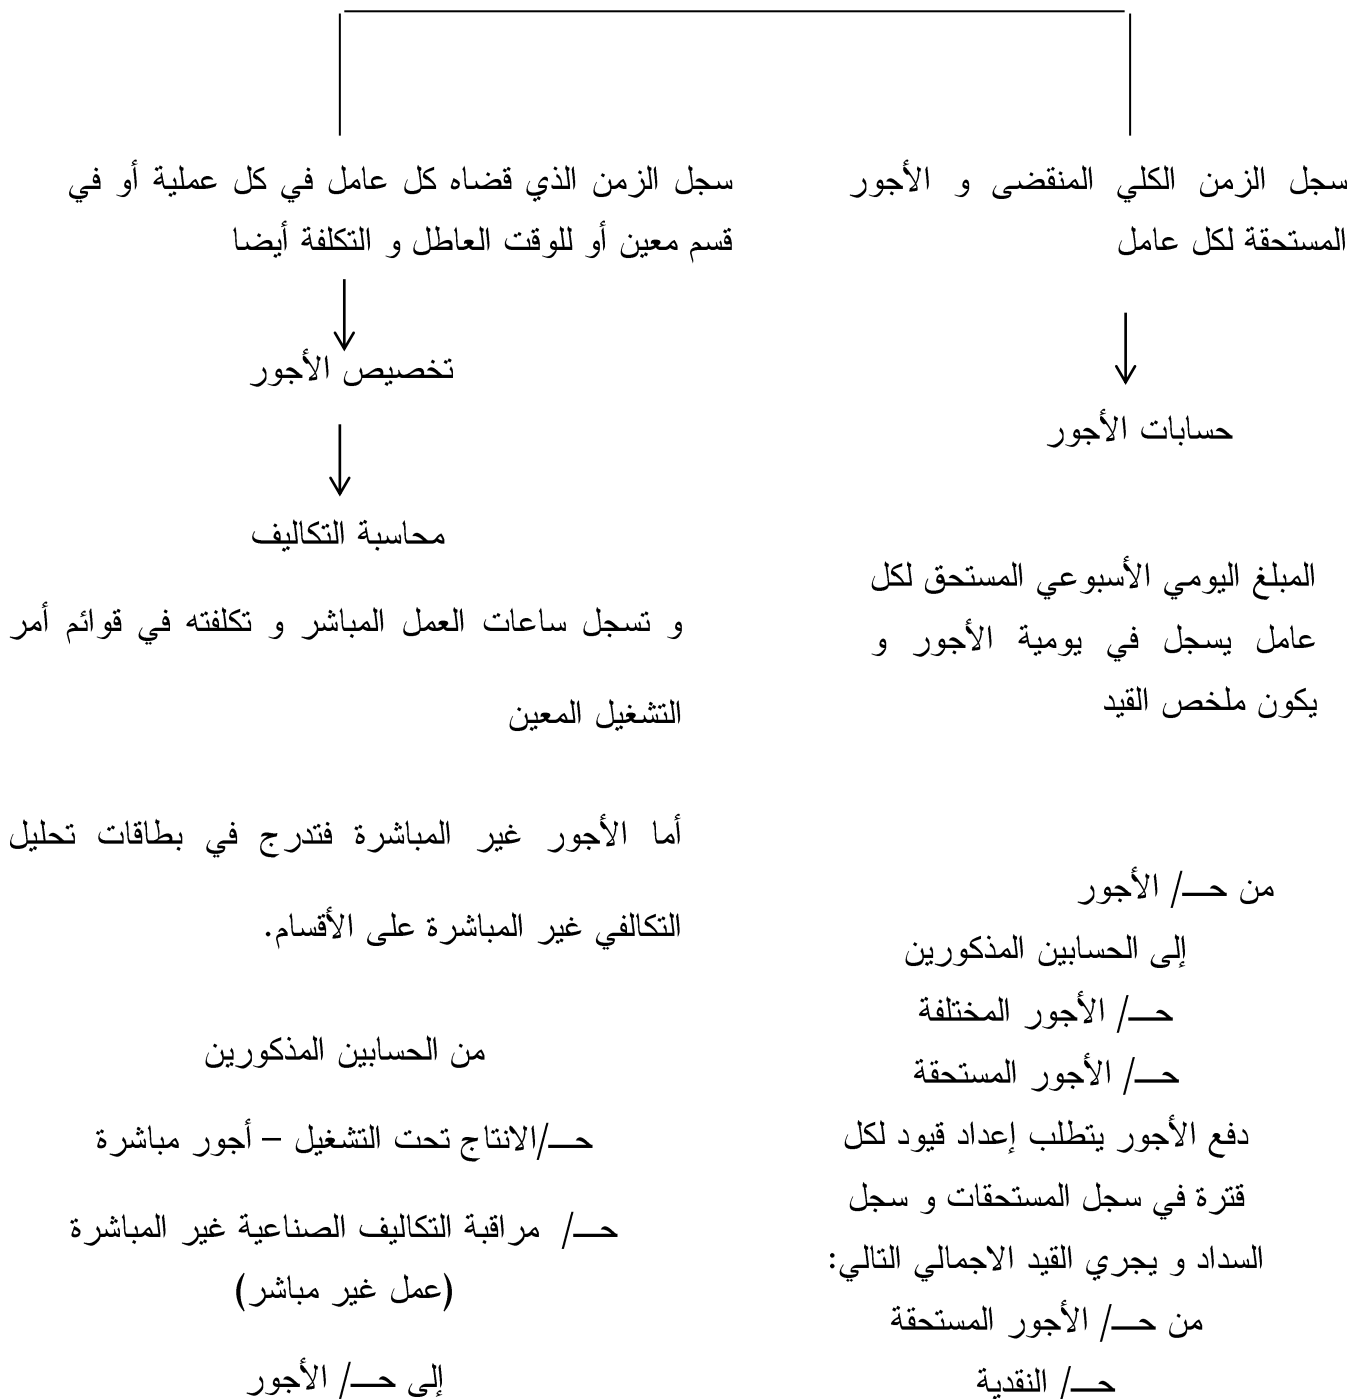 سجل الزمن الكلي المنقضى و الأجور
المستحقة لكل عامل
حسابات الأجور
المبلغ اليومي الأسبوعي المستحق لكل
عامل يسجل في يومية الأجور و
يكون ملخص القيد
من حـــ/ الأجور
إلى الحسابين المذكورين
حـــ/ الأجور المختلفة
حـــ/ الأجور المستحقة
دفع الأجور يتطلب إعداد قيود لكل
قترة في سجل المستحقات و سجل
السداد و يجري القيد الاجمالي التالي:
من حـــ/ الأجور المستحقة
حـــ/ النقدية
سجل الزمن الذي قضاه كل عامل في كل عملية أو في
قسم معين أو للوقت العاطل و التكلفة أيضا
تخصيص الأجور
محاسبة التكاليف
و تسجل ساعات العمل المباشر و تكلفته في قوائم أمر
التشغيل المعين
أما الأجور غير المباشرة فتدرج في بطاقات تحليل
التكالفي غير المباشرة على الأقسام.
من الحسابين المذكورين
حـــ/الانتاج تحت التشغيل – أجور مباشرة
حـــ/ مراقبة التكاليف الصناعية غير المباشرة
(عمل غير مباشر)
إلى حـــ/ الأجور